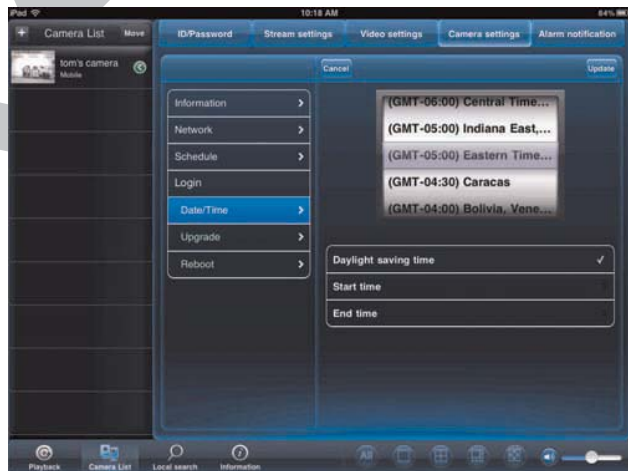 iPad 10:18 AM 84%
+ Camera List Move
ID/Password Stream settings Video settings Camera settings Alarm notification
tom's camera
Mobile
Cancel Update
Information
Network
Schedule
Login
Date/Time
Upgrade
Reboot
(GMT-06:00) Central Time...
(GMT-05:00) Indiana East,...
(GMT-05:00) Eastern Time...
(GMT-04:30) Caracas
(GMT-04:00) Bolivia, Vene...
Daylight saving time ✓
Start time
End time
Playback Camera List Local search Information All